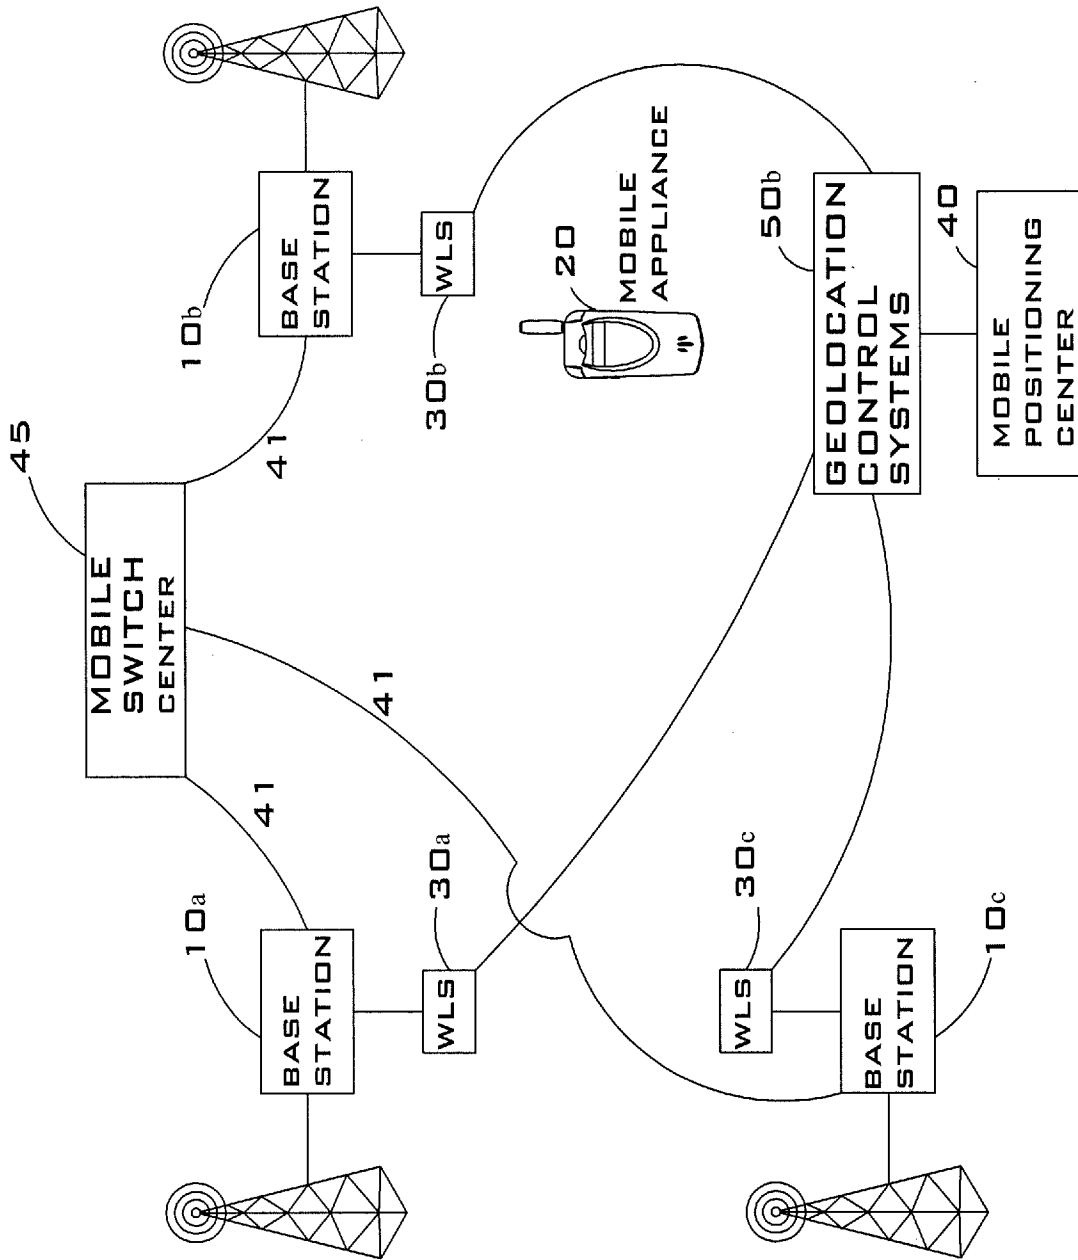 45
MOBILE
SWITCH
CENTER
41
41
41
10a
BASE
STATION
30a
WLS
10b
BASE
STATION
30b
WLS
20
MOBILE
APPLIANCE
30c
WLS
BASE
STATION
10c
50b
GEOLOCATION
CONTROL
SYSTEMS
40
MOBILE
POSITIONING
CENTER